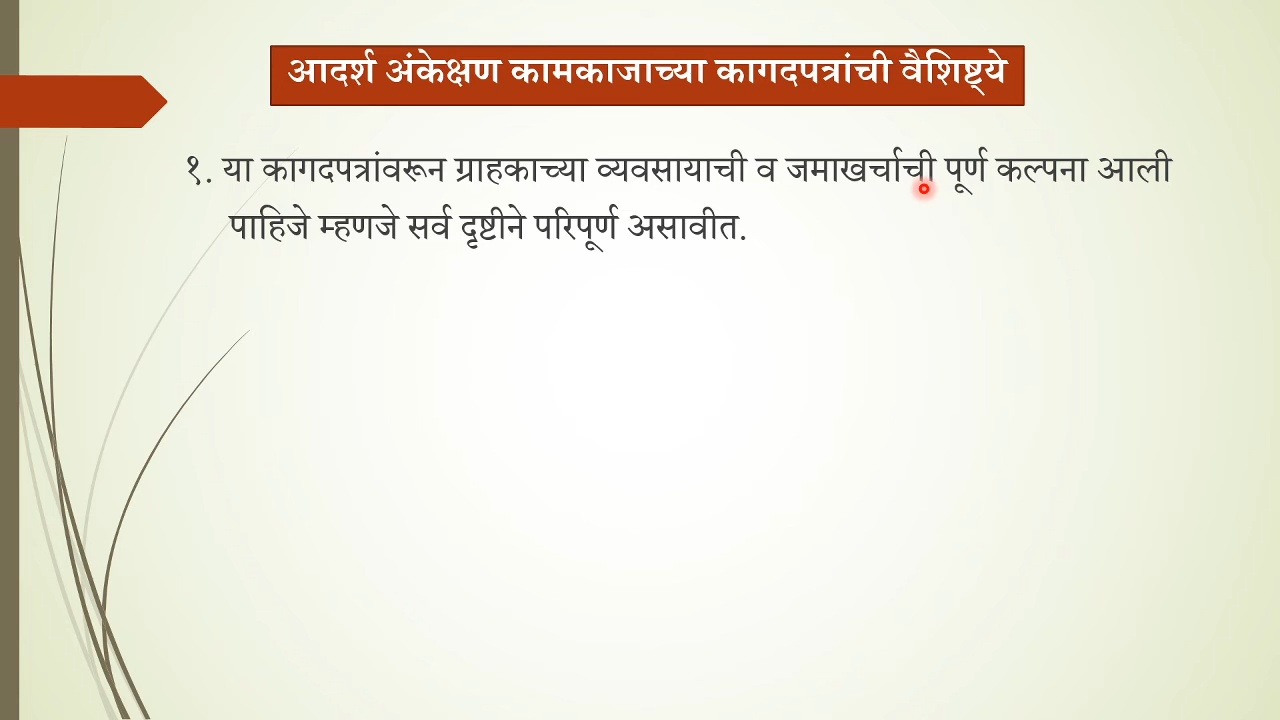 आदर्श अंकेक्षण कामकाजाच्या कागदपत्रांची वैशिष्ट्ये
१. या कागदपत्रांवरून ग्राहकाच्या व्यवसायाची व जमाखर्चाची पूर्ण कल्पना आली
पाहिजे म्हणजे सर्व दृष्टीने परिपूर्ण असावीत.